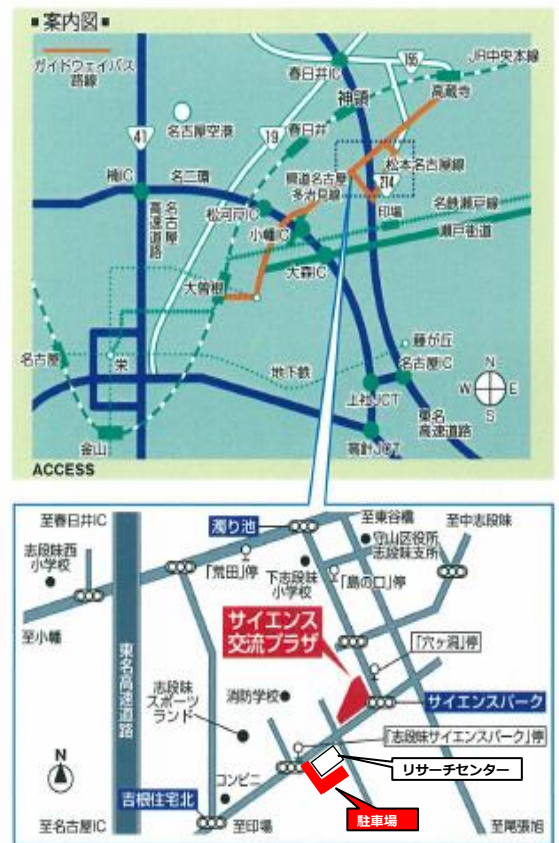 ■案内図■
ガイドウェイバス
路線
155
JR中央本線
春日井IC
高蔵寺
神領
41
名古屋空港
19
春日井
松本名古屋線
県道名古屋
多治見線
214
楠IC
名二環
松河戸IC
印場
名鉄瀬戸線
名古屋
高速道路
小幡IC
瀬戸街道
大森IC
大曽根
藤が丘
名古屋
栄
地下鉄
名古屋IC
N
W E
S
上社JCT
東名
高速道路
金山
高針JCT
ACCESS
至春日井IC
濁り池
至東谷橋
至中志段味
守山区役所
志段味支所
志段味西
小学校
「荒田」停
下志段味
小学校
「島の口」停
至小幡
サイエンス
交流プラザ
「穴ヶ洞」停
東名高速道路
志段味
スポーツ
ランド
消防学校
サイエンスパーク
「志段味サイエンスパーク」停
N
リサーチセンター
コンビニ
吉根住宅北
駐車場
至名古屋IC
至印場
至尾張旭